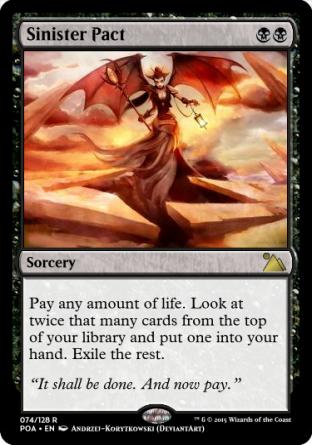 Sinister Pact
Sorcery
Pay any amount of life. Look at
twice that many cards from the top
of your library and put one into your
hand. Exile the rest.
“It shall be done. And now pay.”
074/128 R
POA • EN Andrzej-Korytkowski (DeviantArt)
™ & © 2015 Wizards of the Coast